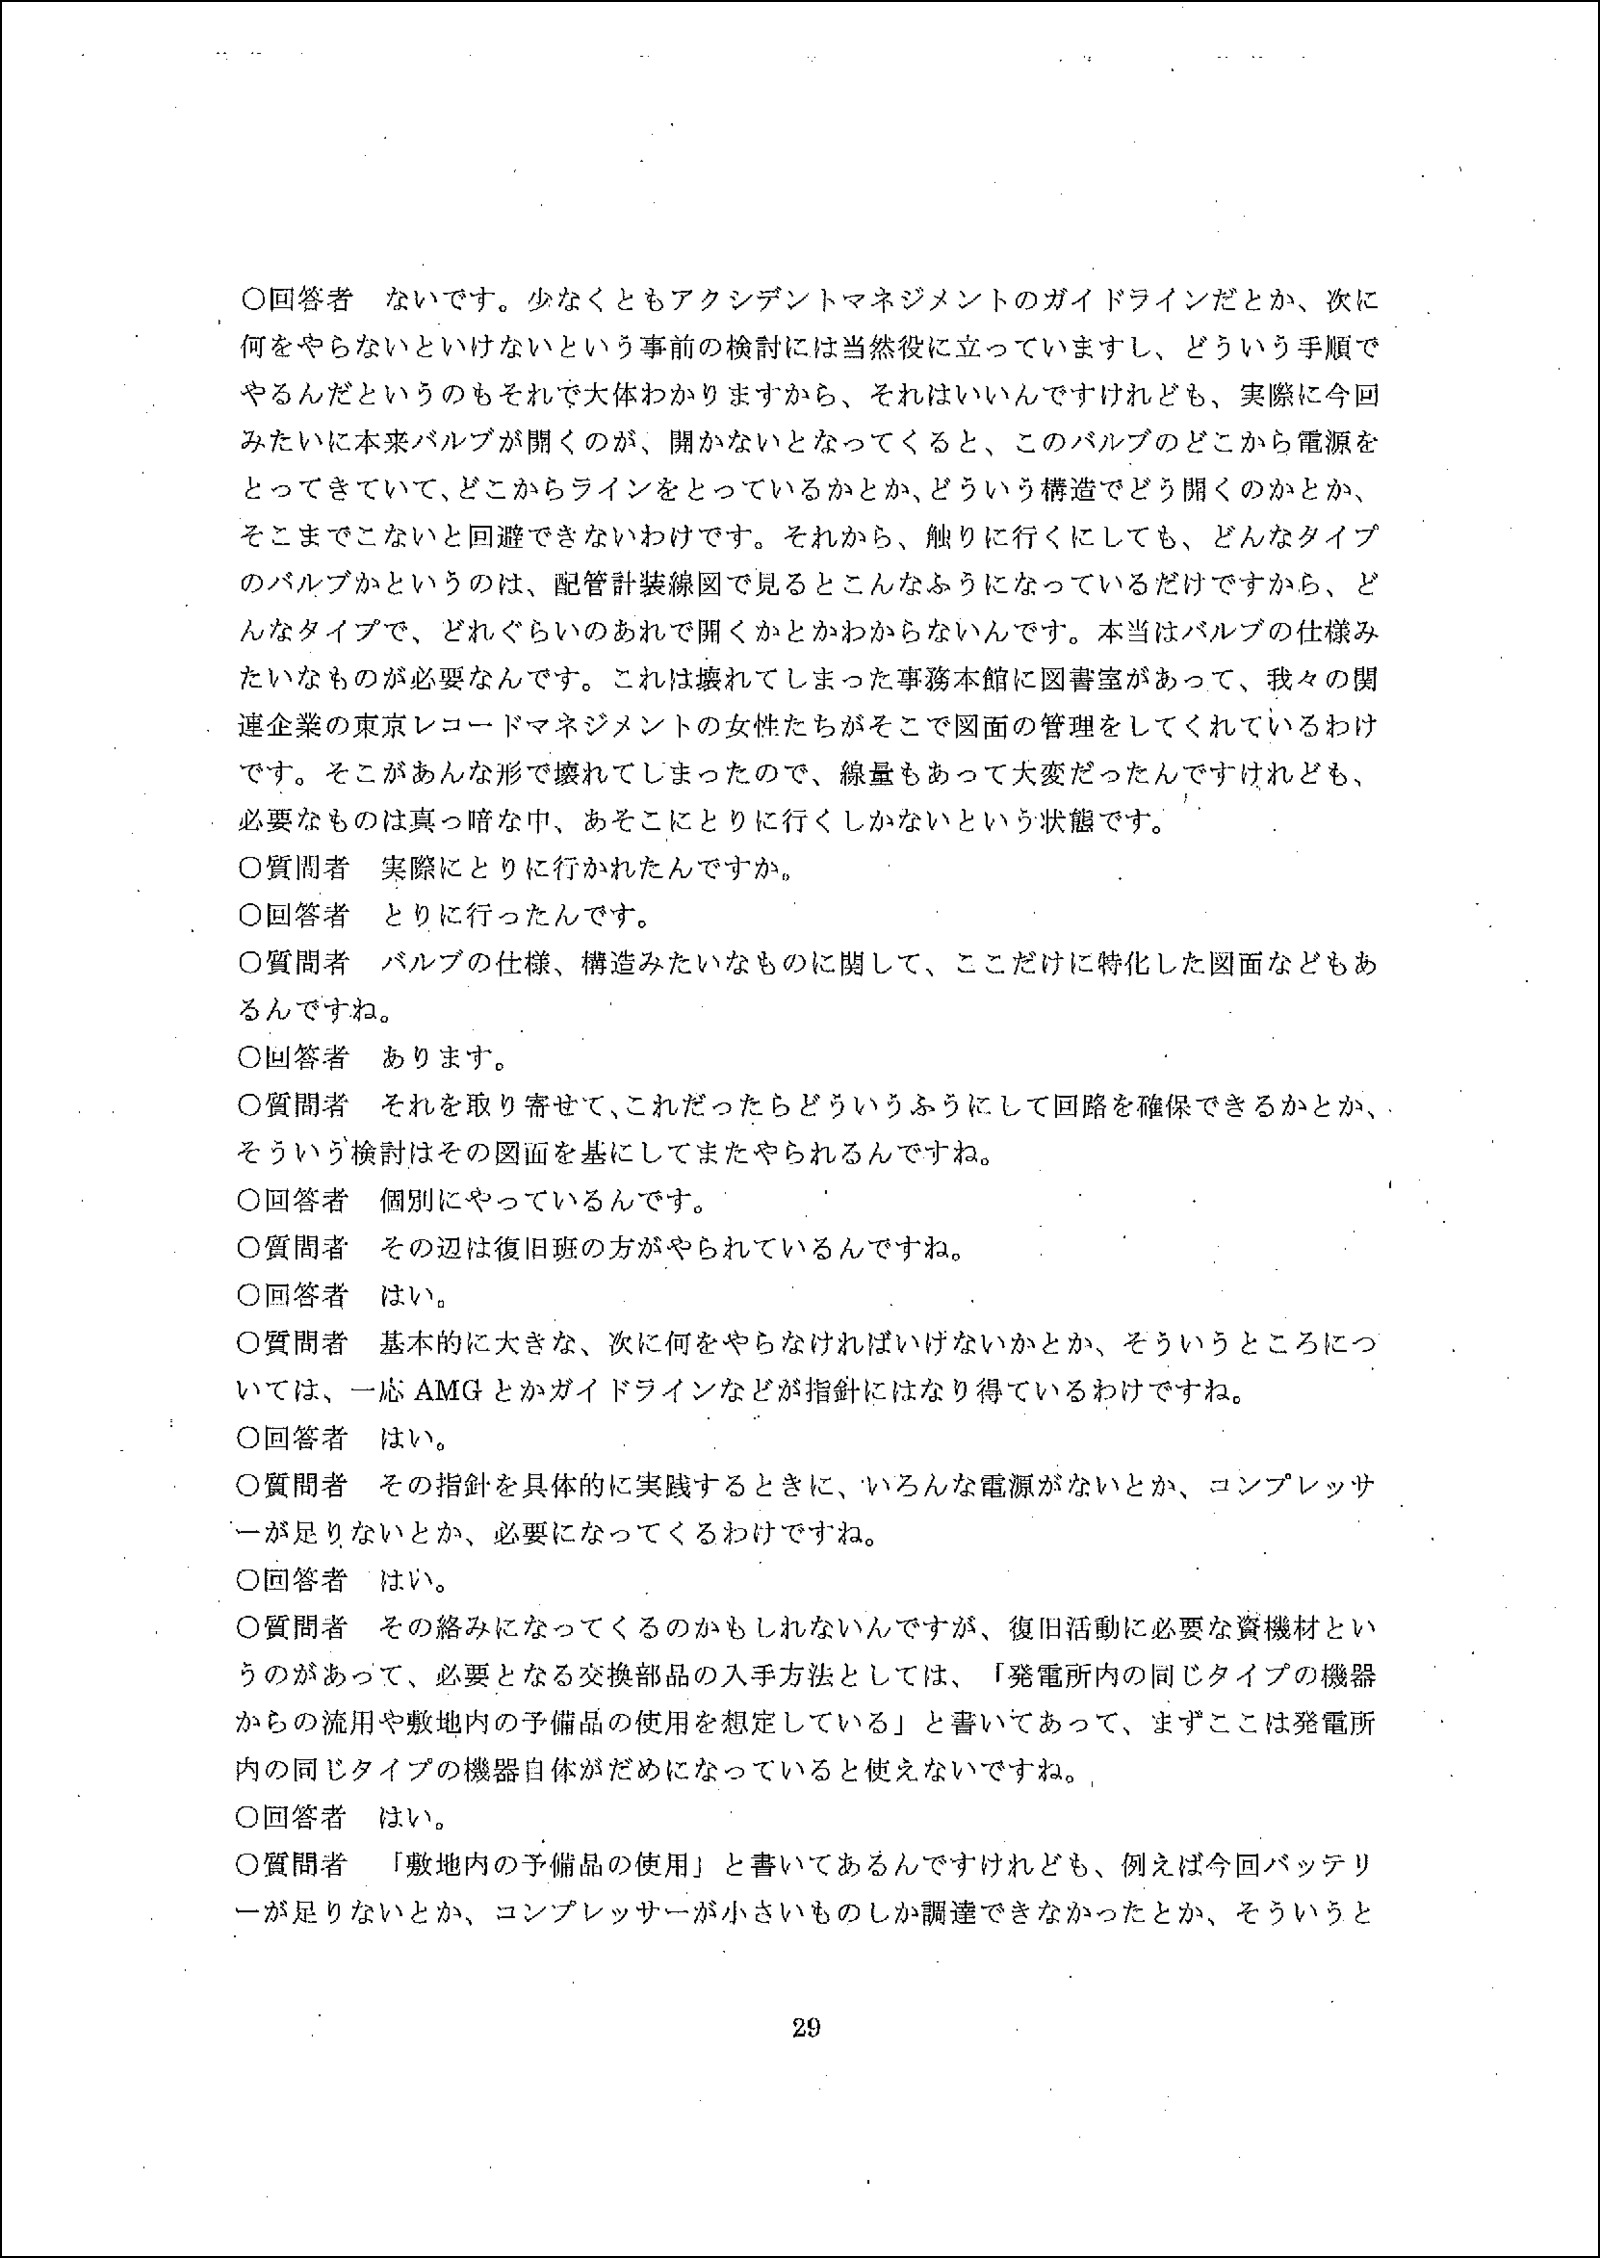 ○回答者　ないです。少なくともアクシデントマネジメントのガイドラインだとか、次に
何をやらないといけないという事前の検討には当然役に立っていますし、どういう手順で
やるんだというのもそれで大体わかりますから、それはいいんですけれども、実際に今回
みたいに本来バルブが開くのが、開かないとなってくると、このバルブのどこから電源を
とってきていて、どこからラインをとっているかとか、どういう構造でどう開くのかとか、
そこまでこないと回避できないわけです。それから、触りに行くにしても、どんなタイプ
のバルブかというのは、配管計装線図で見るとこんなふうになっているだけですから、ど
んなタイプで、どれぐらいのあれで開くかとかわからないんです。本当はバルブの仕様み
たいなものが必要なんです。これは壊れてしまった事務本館に図書室があって、我々の関
連企業の東京レコードマネジメントの女性たちがそこで図面の管理をしてくれているわけ
です。そこがあんな形で壊れてしまったので、線量もあって大変だったんですけれども、
必要なものは真っ暗な中、あそこにとりに行くしかないという状態です。
○質問者　実際にとりに行かれたんですか。
○回答者　とりに行ったんです。
○質問者　バルブの仕様、構造みたいなものに関して、ここだけに特化した図面などもあ
るんですね。
○回答者　あります。
○質問者　それを取り寄せて、これだったらどういうふうにして回路を確保できるかとか、
そういう検討はその図面を基にしてまたやられるんですね。
○回答者　個別にやっているんです。
○質問者　その辺は復旧班の方がやられているんですね。
○回答者　はい。
○質問者　基本的に大きな、次に何をやらなければいけないかとか、そういうところにつ
いては、一応 AMG とかガイドラインなどが指針にはなり得ているわけですね。
○回答者　はい。
○質問者　その指針を具体的に実践するときに、いろんな電源がないとか、コンプレッサ
ーが足りないとか、必要になってくるわけですね。
○回答者　はい。
○質問者　その絡みになってくるのかもしれないんですが、復旧活動に必要な資機材とい
うのがあって、必要となる交換部品の入手方法としては、「発電所内の同じタイプの機器
からの流用や敷地内の予備品の使用を想定している」と書いてあって、まずここは発電所
内の同じタイプの機器自体がだめになっていると使えないですね。
○回答者　はい。
○質問者　「敷地内の予備品の使用」と書いてあるんですけれども、例えば今回バッテリ
ーが足りないとか、コンプレッサーが小さいものしか調達できなかったとか、そういうと
29